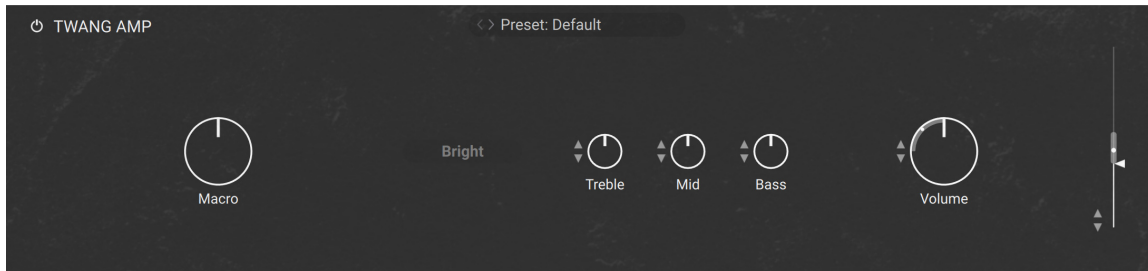 TWANG AMP
Preset: Default
Bright
Treble
Mid
Bass
Macro
Volume